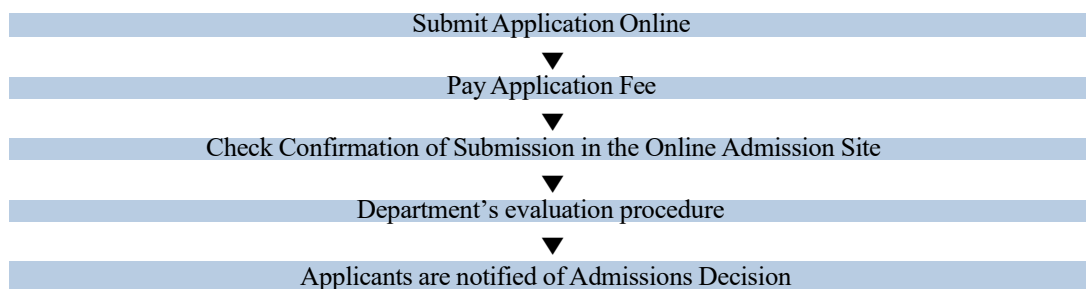 Submit Application Online
Pay Application Fee
Check Confirmation of Submission in the Online Admission Site
Department’s evaluation procedure
Applicants are notified of Admissions Decision